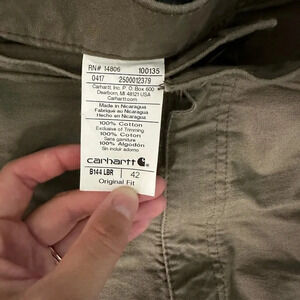 RN# 14806 100135
0417 2500012379
Carhartt, Inc. P.O. Box 600
Dearborn, MI 48121 USA
Carhartt.com
Made in Nicaragua
Fabriqué au Nicaragua
Hecho en Nicaragua
100% Cotton
Exclusive of Trimming
100% Coton
Sans garniture
100% Algodón
Sin incluir adorno
carhartt
B144 LBR 42
Original Fit